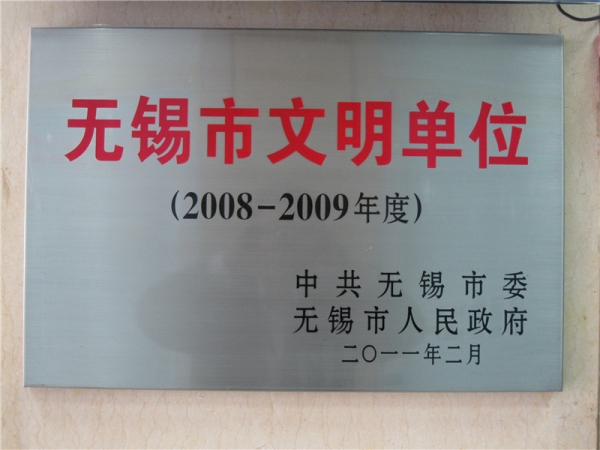 无锡市文明单位
(2008-2009年度)
中共无锡市委
无锡市人民政府
二〇一一年二月